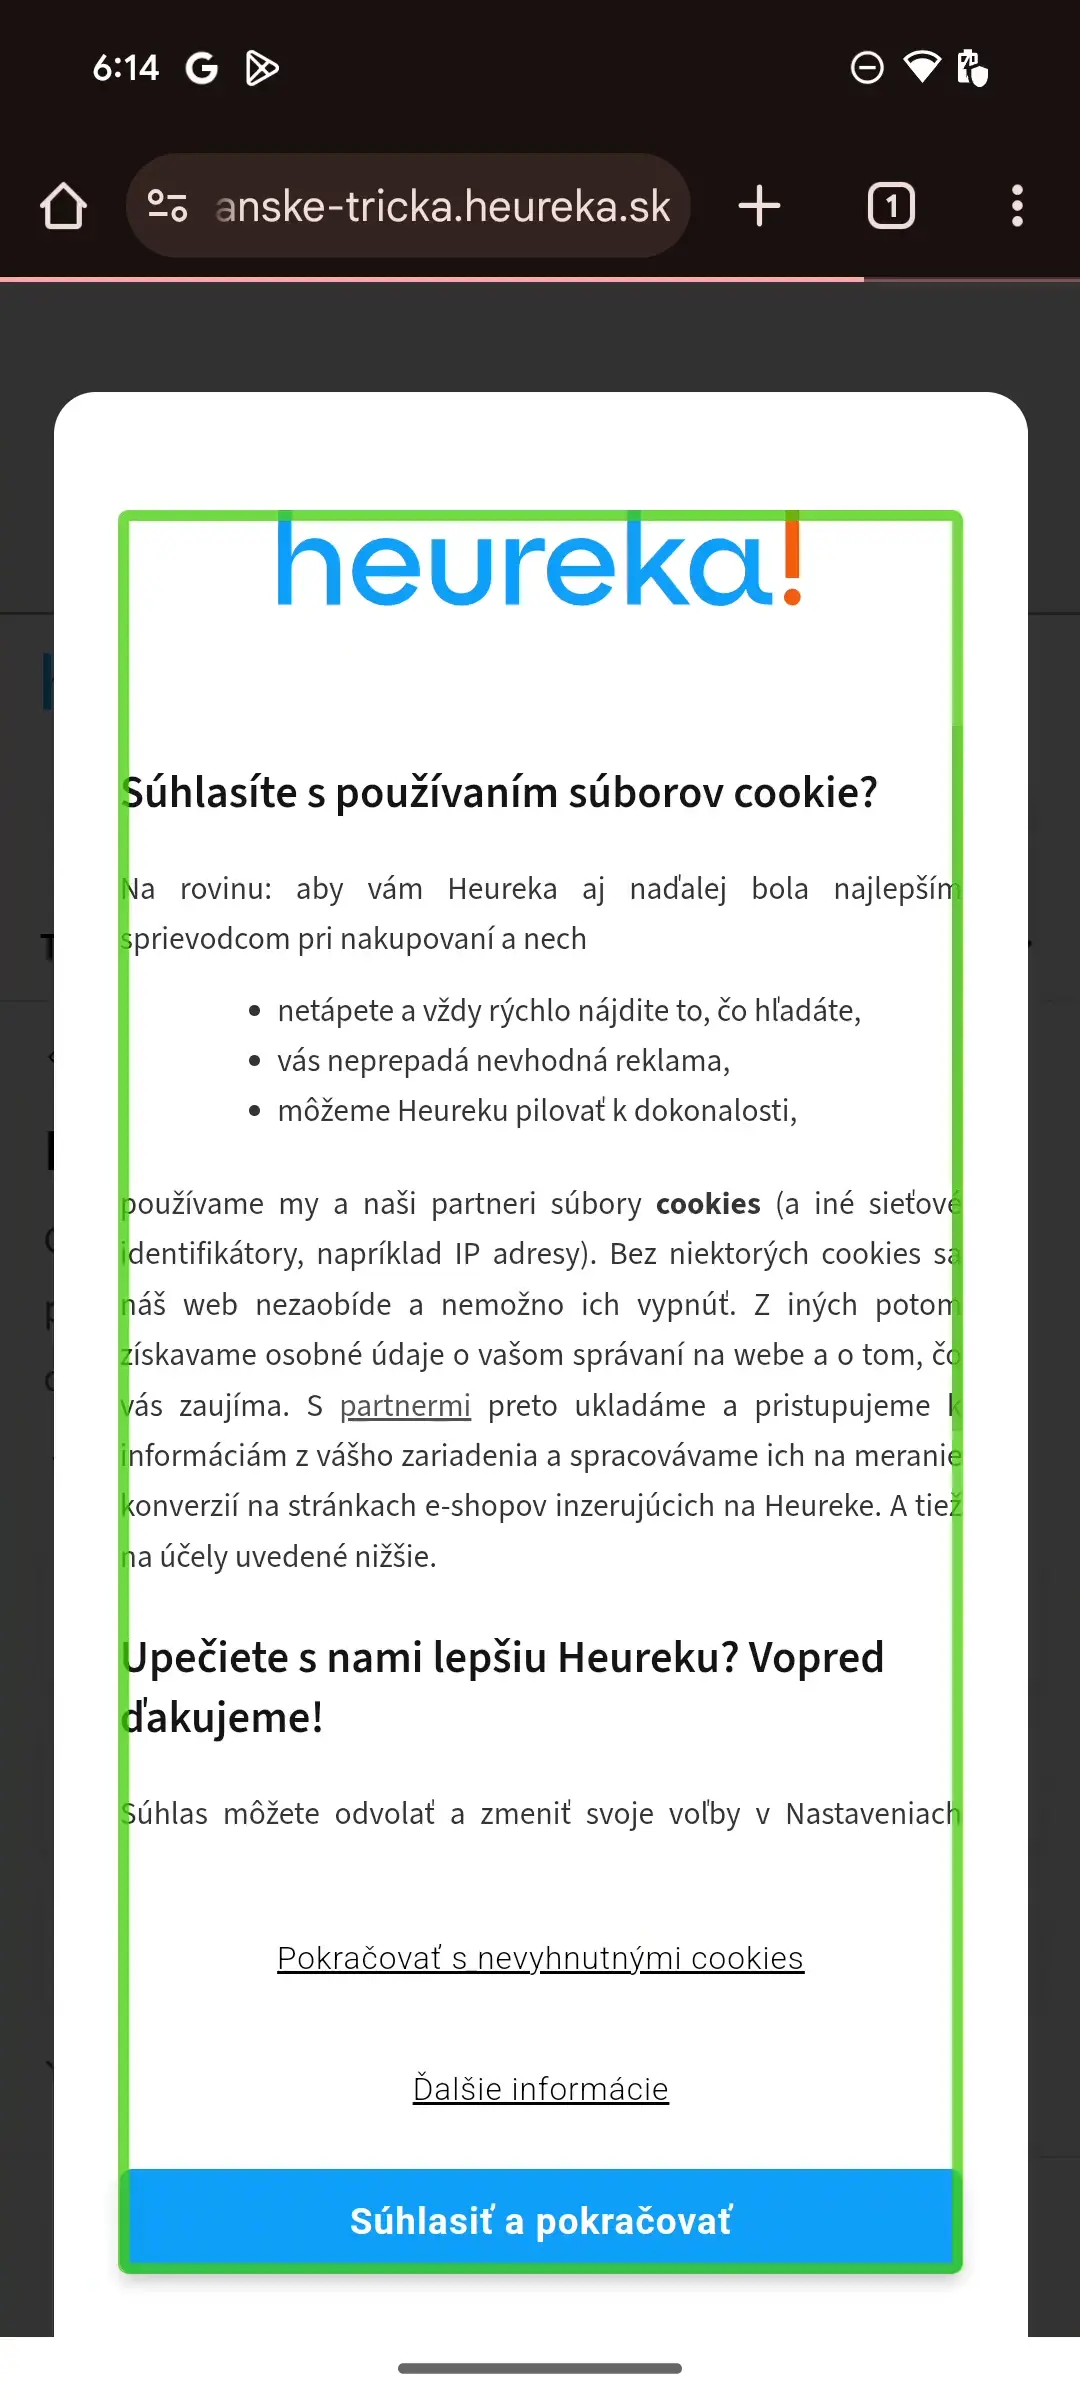 6:14
anske-tricka.heureka.sk
1
heureka!
Súhlasíte s používaním súborov cookie?
Na rovinu: aby vám Heureka aj naďalej bola najlepším
sprievodcom pri nakupovaní a nech
• netápete a vždy rýchlo nájdite to, čo hľadáte,
• vás neprepadá nevhodná reklama,
• môžeme Heureku pilovať k dokonalosti,
používame my a naši partneri súbory cookies (a iné sieťové
identifikátory, napríklad IP adresy). Bez niektorých cookies sa
náš web nezaobíde a nemožno ich vypnúť. Z iných potom
získavame osobné údaje o vašom správaní na webe a o tom, čo
vás zaujíma. S partnermi preto ukladáme a pristupujeme k
informáciám z vášho zariadenia a spracovávame ich na meranie
konverzií na stránkach e-shopov inzerujúcich na Heureke. A tiež
na účely uvedené nižšie.
Upečiete s nami lepšiu Heureku? Vopred
ďakujeme!
Súhlas môžete odvolať a zmeniť svoje voľby v Nastaveniach
Pokračovať s nevyhnutnými cookies
Ďalšie informácie
Súhlasiť a pokračovať